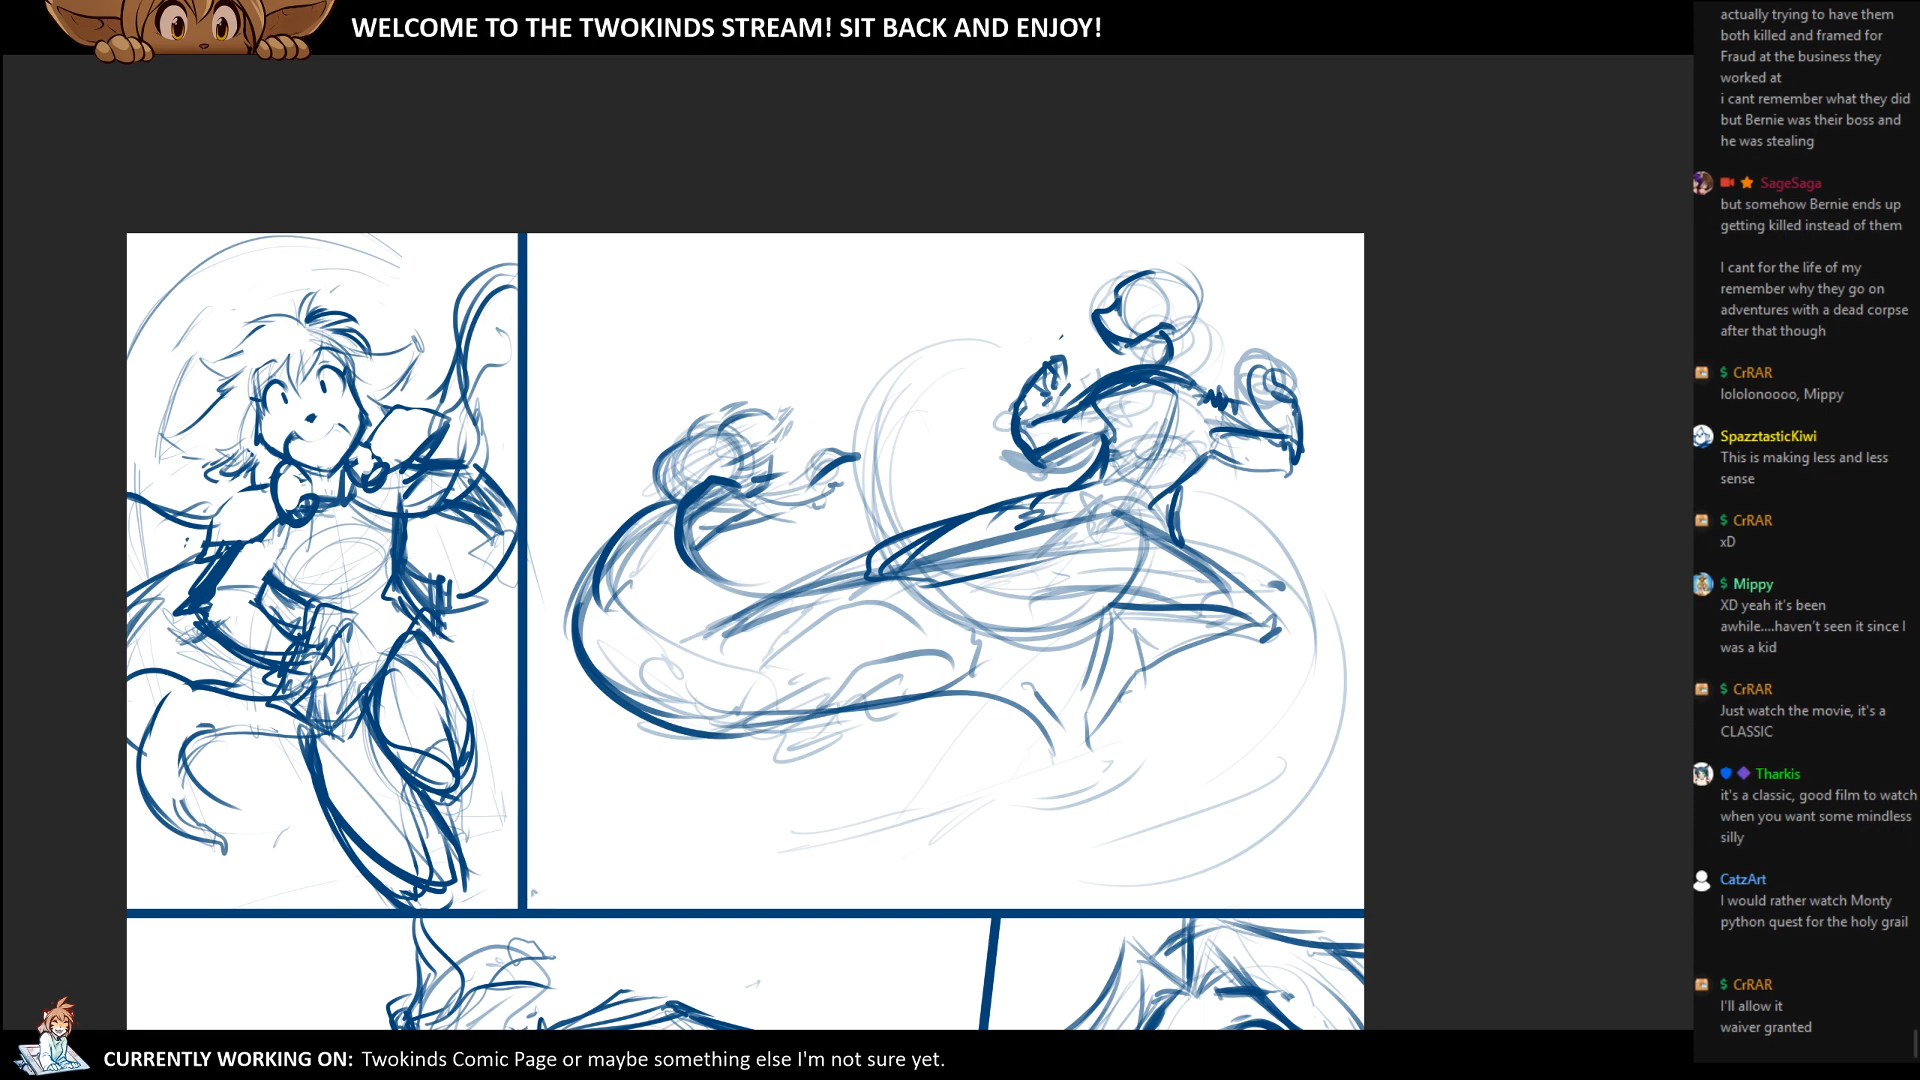 WELCOME TO THE TWOKINDS STREAM! SIT BACK AND ENJOY!
actually trying to have them
both killed and framed for
Fraud at the business they
worked at
i cant remember what they did
but Bernie was their boss and
he was stealing
SageSaga
but somehow Bernie ends up
getting killed instead of them
I cant for the life of my
remember why they go on
adventures with a dead corpse
after that though
$ CrRAR
lololonoooo, Mippy
SpazztasticKiwi
This is making less and less
sense
$ CrRAR
xD
$ Mippy
XD yeah it's been
awhile....haven't seen it since I
was a kid
$ CrRAR
Just watch the movie, it's a
CLASSIC
Tharkis
it's a classic, good film to watch
when you want some mindless
silly
CatzArt
I would rather watch Monty
python quest for the holy grail
$ CrRAR
I'll allow it
waiver granted
CURRENTLY WORKING ON: Twokinds Comic Page or maybe something else I'm not sure yet.